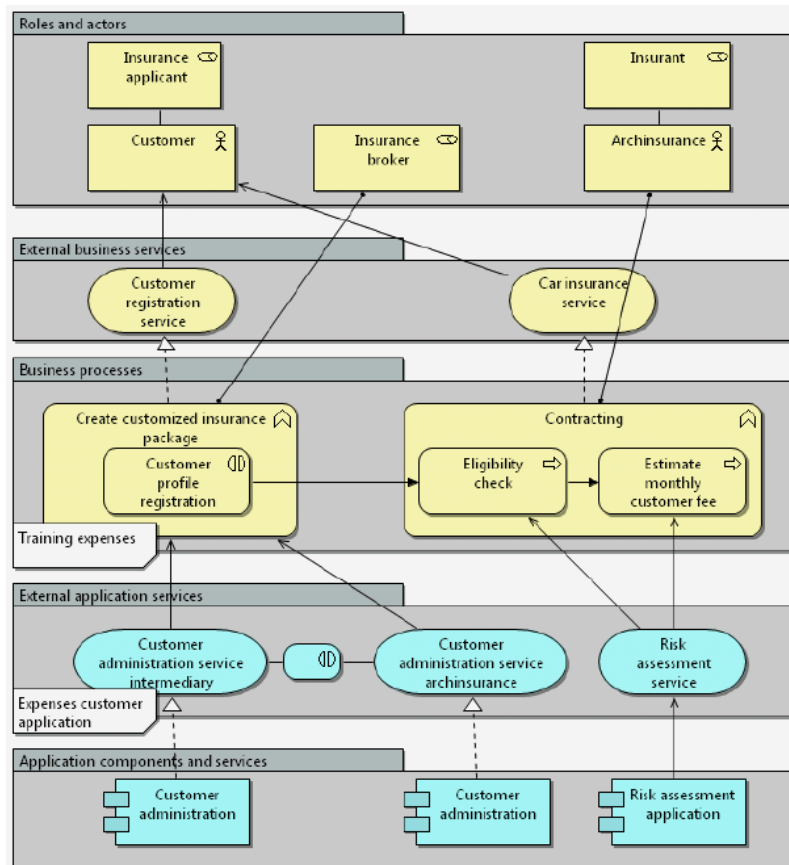 Roles and actors
Insurance
applicant
Insurant
Customer
Insurance
broker
Archinsurance
External business services
Customer
registration
service
Car insurance
service
Business processes
Create customized insurance
package
Contracting
Customer
profile
registration
Eligibility
check
Estimate
monthly
customer fee
Training expenses
External application services
Customer
administration service
intermediary
Customer
administration service
archinsurance
Risk
assessment
service
Expenses customer
application
Application components and services
Customer
administration
Customer
administration
Risk assessment
application